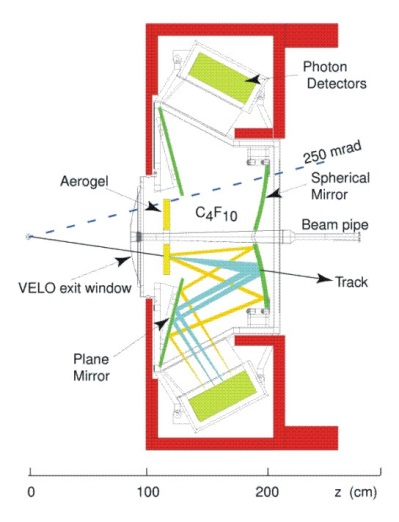 Photon
Detectors
250 mrad
Aerogel
Spherical
Mirror
C4F10
Beam pipe
VELO exit window
Track
Plane
Mirror
0
100
200
z (cm)